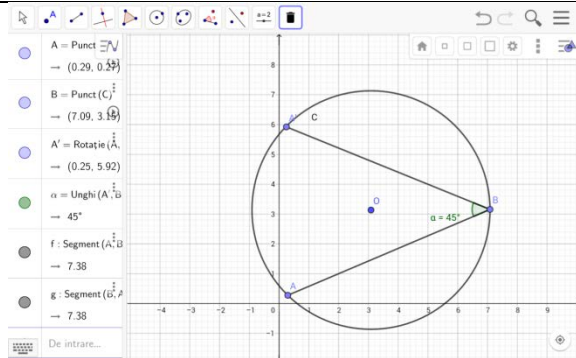 a=2
A = Punct
→ (0.29, 0.27)
B = Punct(C)
→ (7.09, 3.15)
A' = Rotație(A,
→ (0.25, 5.92)
α = Unghi(A',B
→ 45°
f : Segment(A',B
→ 7.38
g : Segment(B, A
→ 7.38
De intrare...
8
7
6
5
4
3
2
1
0
-1
-4 -3 -2 -1 1 2 3 4 5 6 7 8 9
A' C
B
α = 45°
O
A